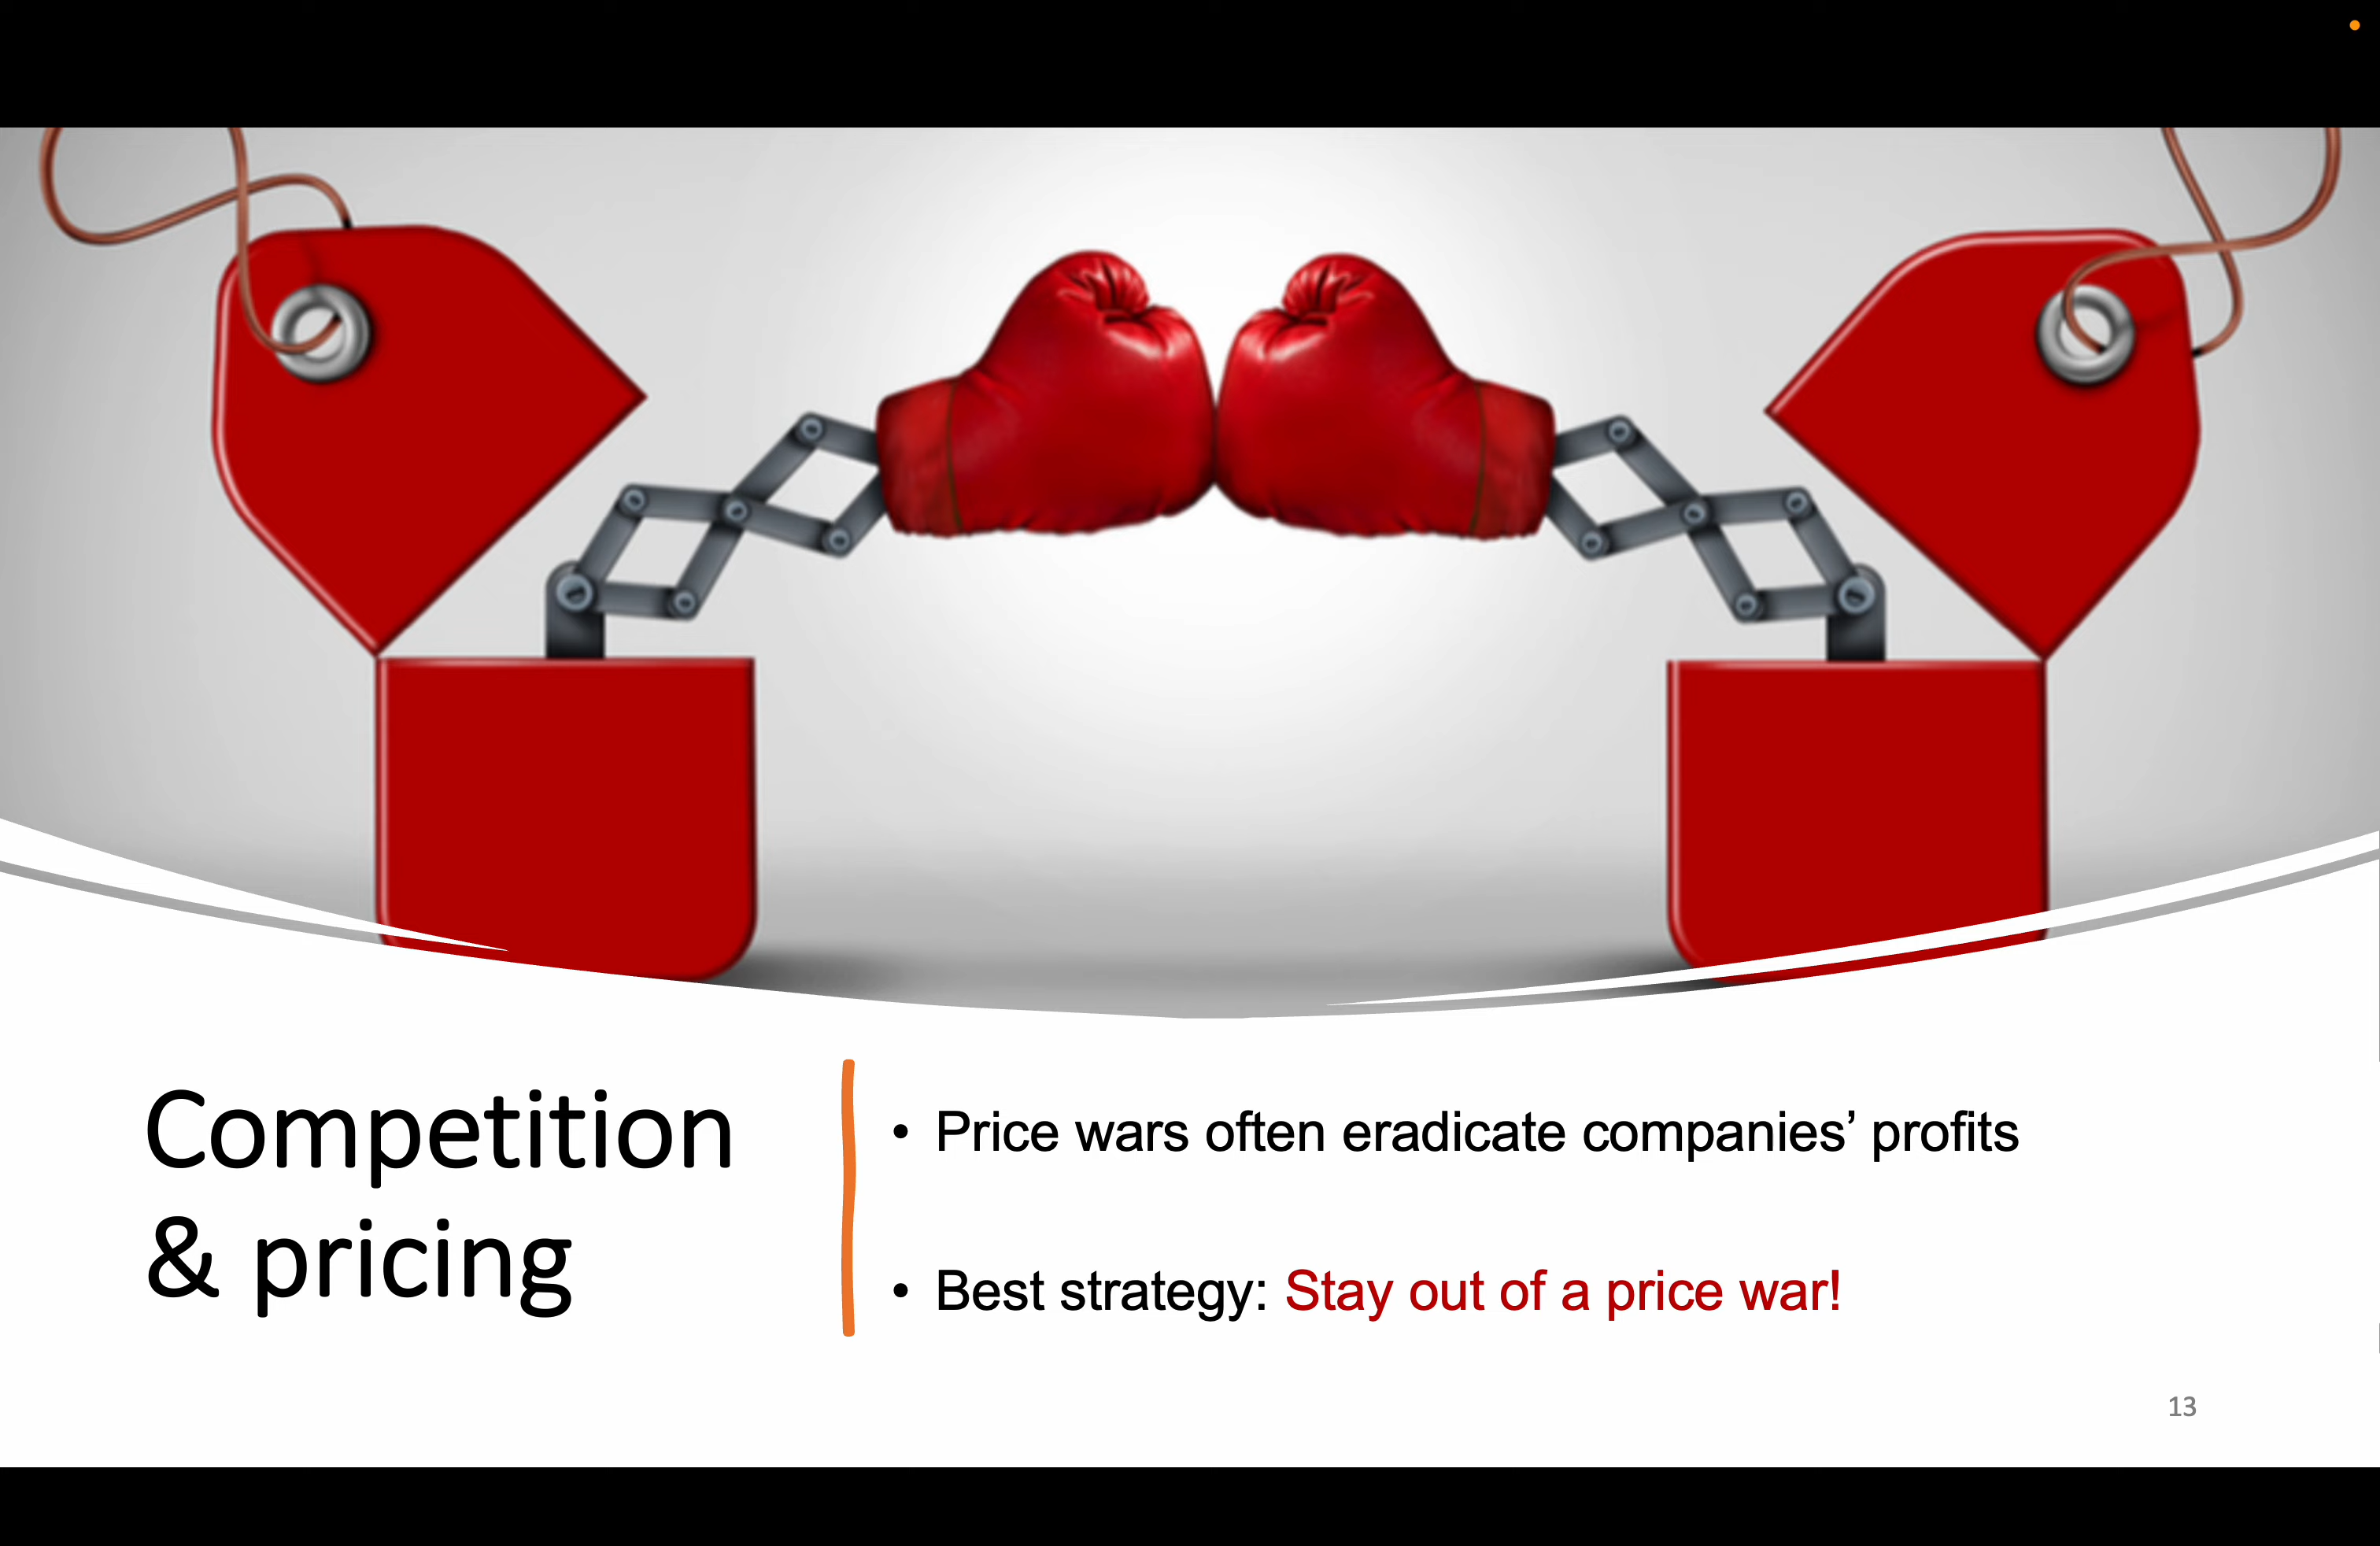 Competition
& pricing
• Price wars often eradicate companies’ profits
• Best strategy: Stay out of a price war!
13